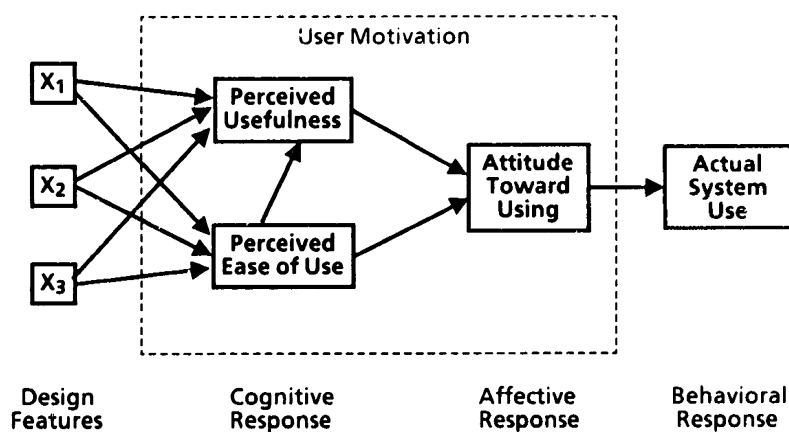 User Motivation
X1
X2
X3
Perceived
Usefulness
Perceived
Ease of Use
Attitude
Toward
Using
Actual
System
Use
Design
Features
Cognitive
Response
Affective
Response
Behavioral
Response